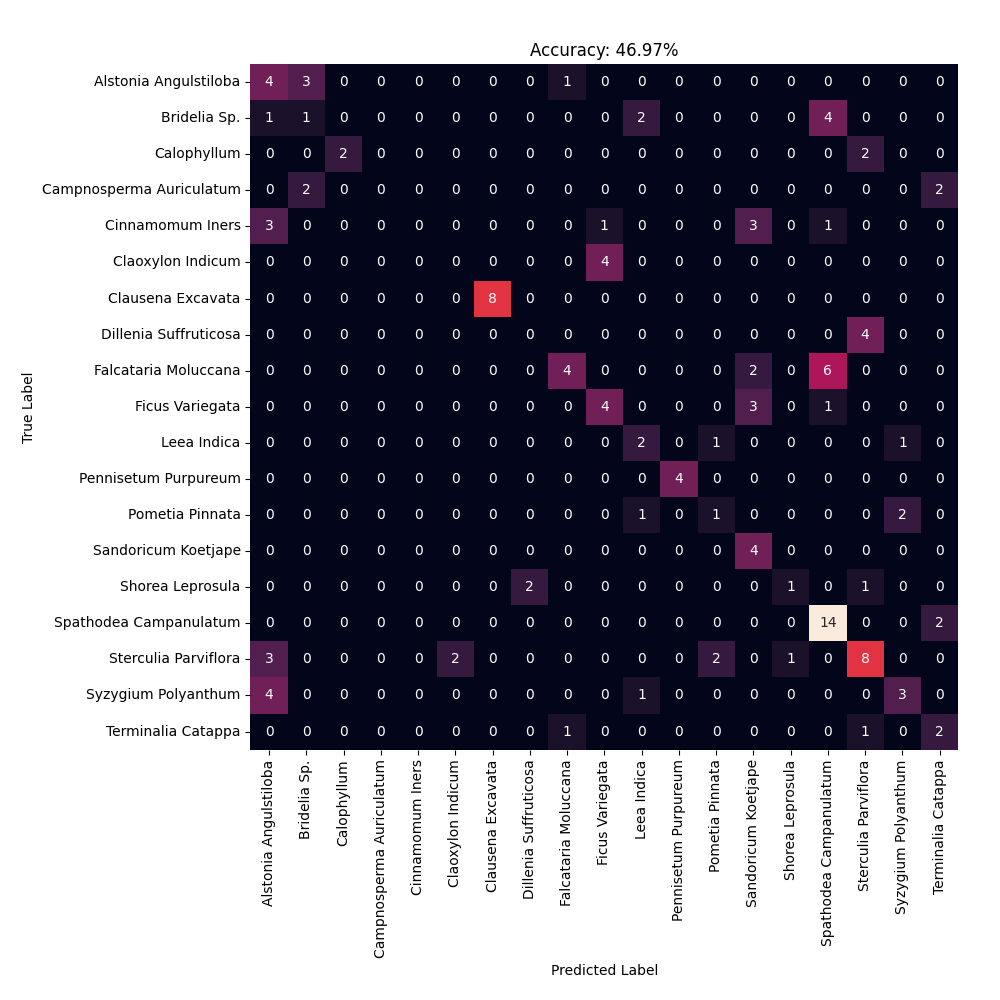 Accuracy: 46.97%
True Label
Alstonia Angulstiloba 4 3 0 0 0 0 0 0 1 0 0 0 0 0 0 0 0 0 0
Bridelia Sp. 1 1 0 0 0 0 0 0 0 0 2 0 0 0 0 4 0 0 0
Calophyllum 0 0 2 0 0 0 0 0 0 0 0 0 0 0 0 0 2 0 0
Campnosperma Auriculatum 0 2 0 0 0 0 0 0 0 0 0 0 0 0 0 0 0 0 2
Cinnamomum Iners 3 0 0 0 0 0 0 0 0 1 0 0 0 3 0 1 0 0 0
Claoxylon Indicum 0 0 0 0 0 0 0 0 0 4 0 0 0 0 0 0 0 0 0
Clausena Excavata 0 0 0 0 0 0 8 0 0 0 0 0 0 0 0 0 0 0 0
Dillenia Suffruticosa 0 0 0 0 0 0 0 0 0 0 0 0 0 0 0 0 4 0 0
Falcataria Moluccana 0 0 0 0 0 0 0 0 4 0 0 0 0 2 0 6 0 0 0
Ficus Variegata 0 0 0 0 0 0 0 0 0 4 0 0 0 3 0 1 0 0 0
Leea Indica 0 0 0 0 0 0 0 0 0 0 2 0 1 0 0 0 0 1 0
Pennisetum Purpureum 0 0 0 0 0 0 0 0 0 0 0 4 0 0 0 0 0 0 0
Pometia Pinnata 0 0 0 0 0 0 0 0 0 0 1 0 1 0 0 0 0 2 0
Sandoricum Koetjape 0 0 0 0 0 0 0 0 0 0 0 0 0 4 0 0 0 0 0
Shorea Leprosula 0 0 0 0 0 0 0 2 0 0 0 0 0 0 1 0 1 0 0
Spathodea Campanulatum 0 0 0 0 0 0 0 0 0 0 0 0 0 0 0 14 0 0 2
Sterculia Parviflora 3 0 0 0 0 2 0 0 0 0 0 0 2 0 1 0 8 0 0
Syzygium Polyanthum 4 0 0 0 0 0 0 0 0 0 1 0 0 0 0 0 0 3 0
Terminalia Catappa 0 0 0 0 0 0 0 0 1 0 0 0 0 0 0 0 1 0 2
Alstonia Angulstiloba
Bridelia Sp.
Calophyllum
Campnosperma Auriculatum
Cinnamomum Iners
Claoxylon Indicum
Clausena Excavata
Dillenia Suffruticosa
Falcataria Moluccana
Ficus Variegata
Leea Indica
Pennisetum Purpureum
Pometia Pinnata
Sandoricum Koetjape
Shorea Leprosula
Spathodea Campanulatum
Sterculia Parviflora
Syzygium Polyanthum
Terminalia Catappa
Predicted Label